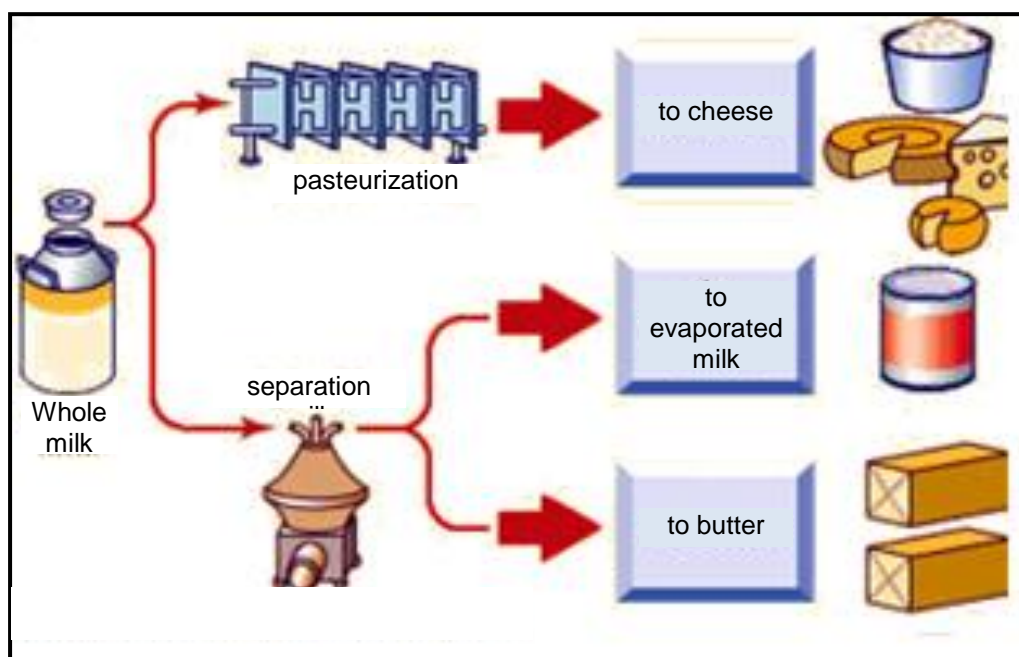 to cheese
pasteurization
to
evaporated
milk
separation
Whole
milk
to butter